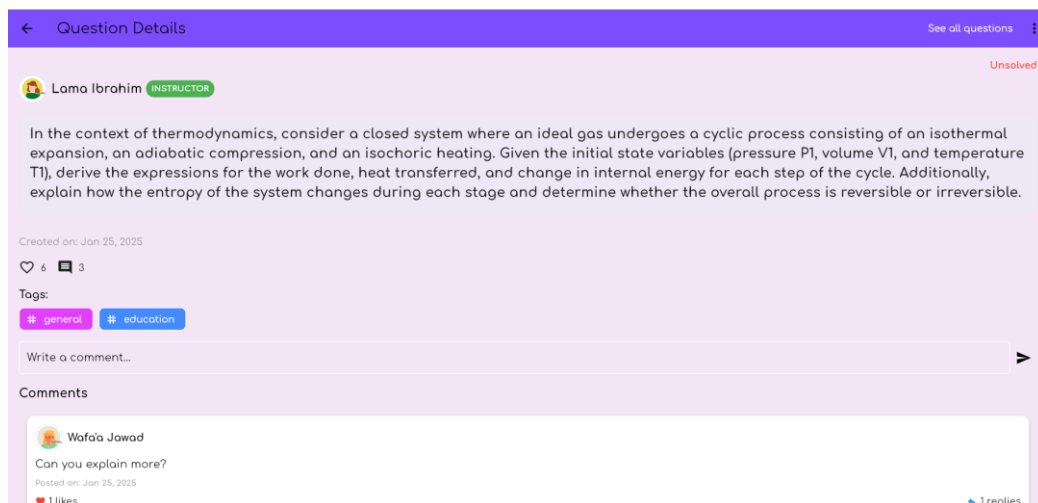 Question Details
See all questions
Unsolved
Lama Ibrahim INSTRUCTOR
In the context of thermodynamics, consider a closed system where an ideal gas undergoes a cyclic process consisting of an isothermal
expansion, an adiabatic compression, and an isochoric heating. Given the initial state variables (pressure P1, volume V1, and temperature
T1), derive the expressions for the work done, heat transferred, and change in internal energy for each step of the cycle. Additionally,
explain how the entropy of the system changes during each stage and determine whether the overall process is reversible or irreversible.
Created on: Jan 25, 2025
6 3
Tags:
# general # education
Write a comment...
Comments
Wafa'a Jawad
Can you explain more?
Posted on: Jan 25, 2025
1 likes
1 replies